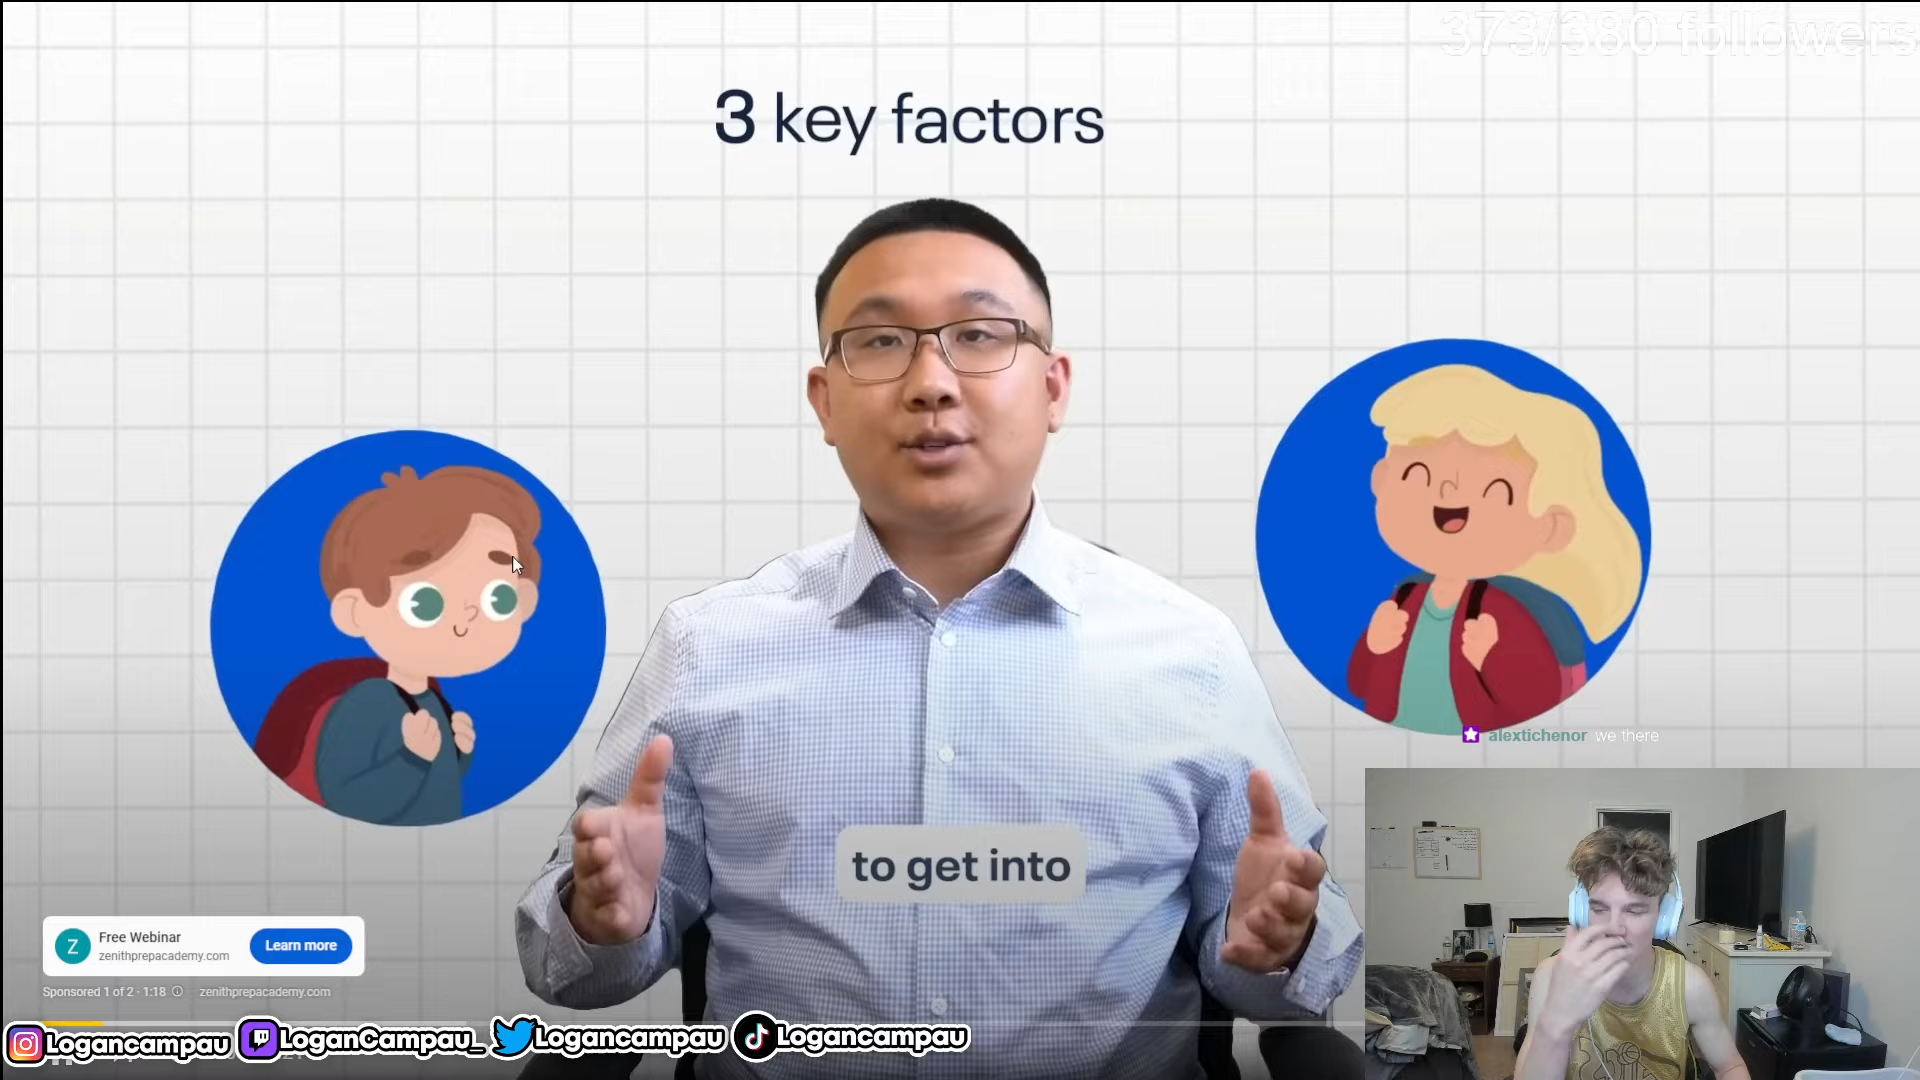 373/380 followers
3 key factors
alextichenor we there
to get into
Z
Free Webinar
zenithprepacademy.com
Learn more
Sponsored 1 of 2 · 1:18
zenithprepacademy.com
Logancampau
LoganCampau_
Logancampau
Logancampau